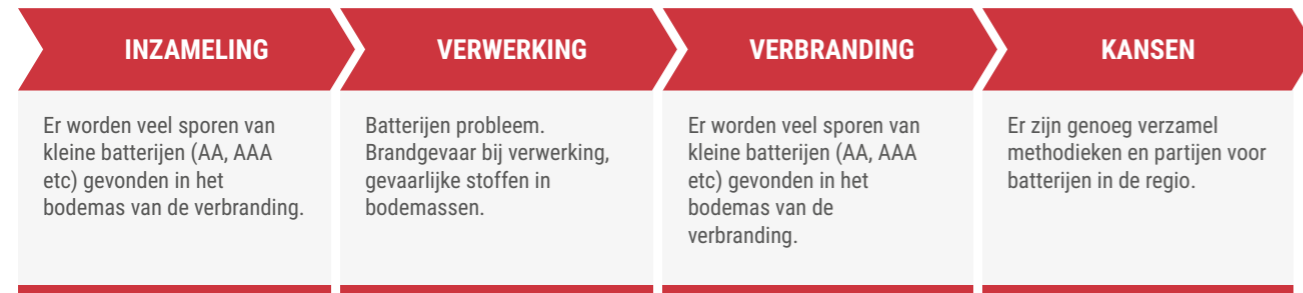 INZAMELING
Er worden veel sporen van
kleine batterijen (AA, AAA
etc) gevonden in het
bodemas van de verbranding.
VERWERKING
Batterijen probleem.
Brandgevaar bij verwerking,
gevaarlijke stoffen in
bodemassen.
VERBRANDING
Er worden veel sporen van
kleine batterijen (AA, AAA
etc) gevonden in het
bodemas van de
verbranding.
KANSEN
Er zijn genoeg verzamel
methodieken en partijen voor
batterijen in de regio.